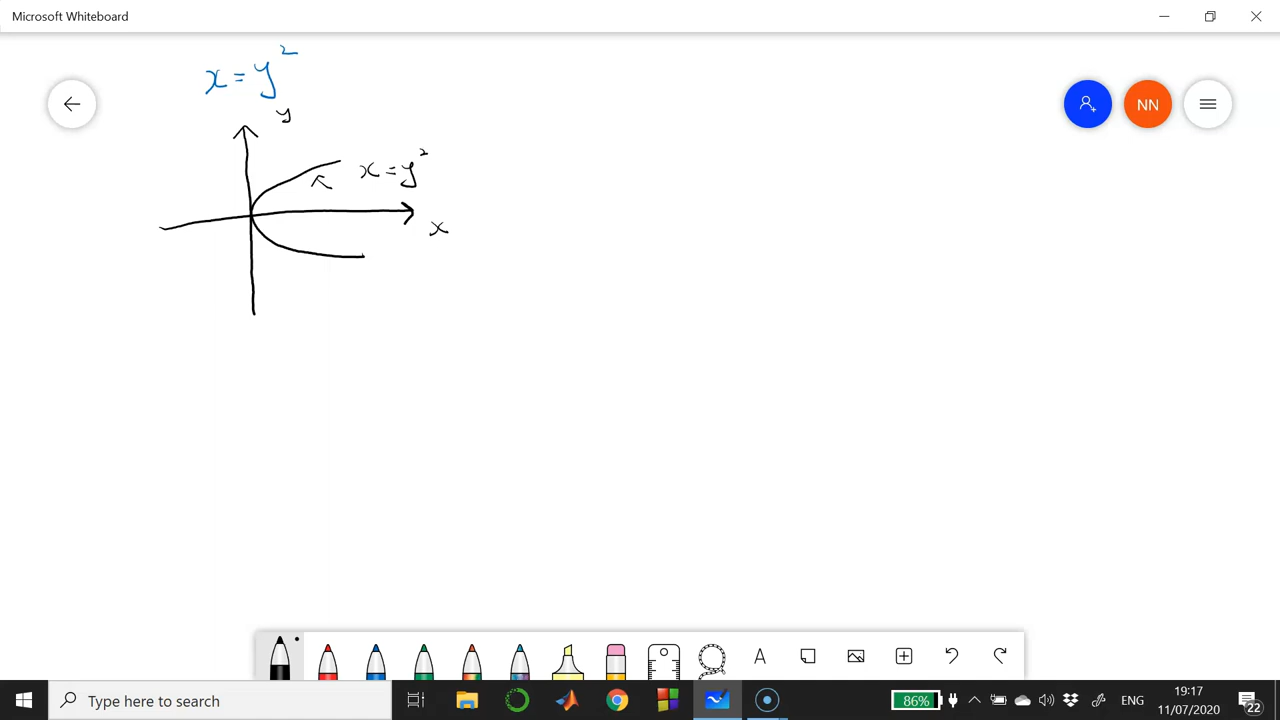 Microsoft Whiteboard
x = y²
y
x = y²
x
NN
A
Type here to search
86%
ENG
19:17
11/07/2020
22